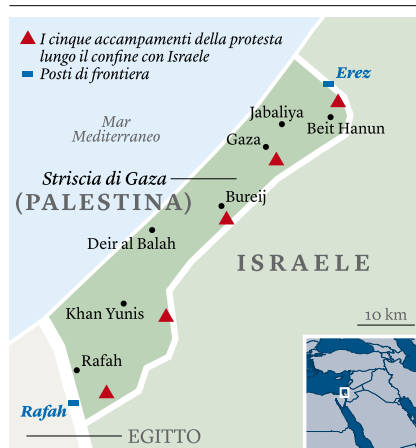 I cinque accampamenti della protesta
lungo il confine con Israele
Posti di frontiera
Erez
Mar
Mediterraneo
Jabaliya
Gaza
Beit Hanun
Striscia di Gaza
(PALESTINA)
Bureij
Deir al Balah
ISRAELE
Khan Yunis
10 km
Rafah
Rafah
EGITTO